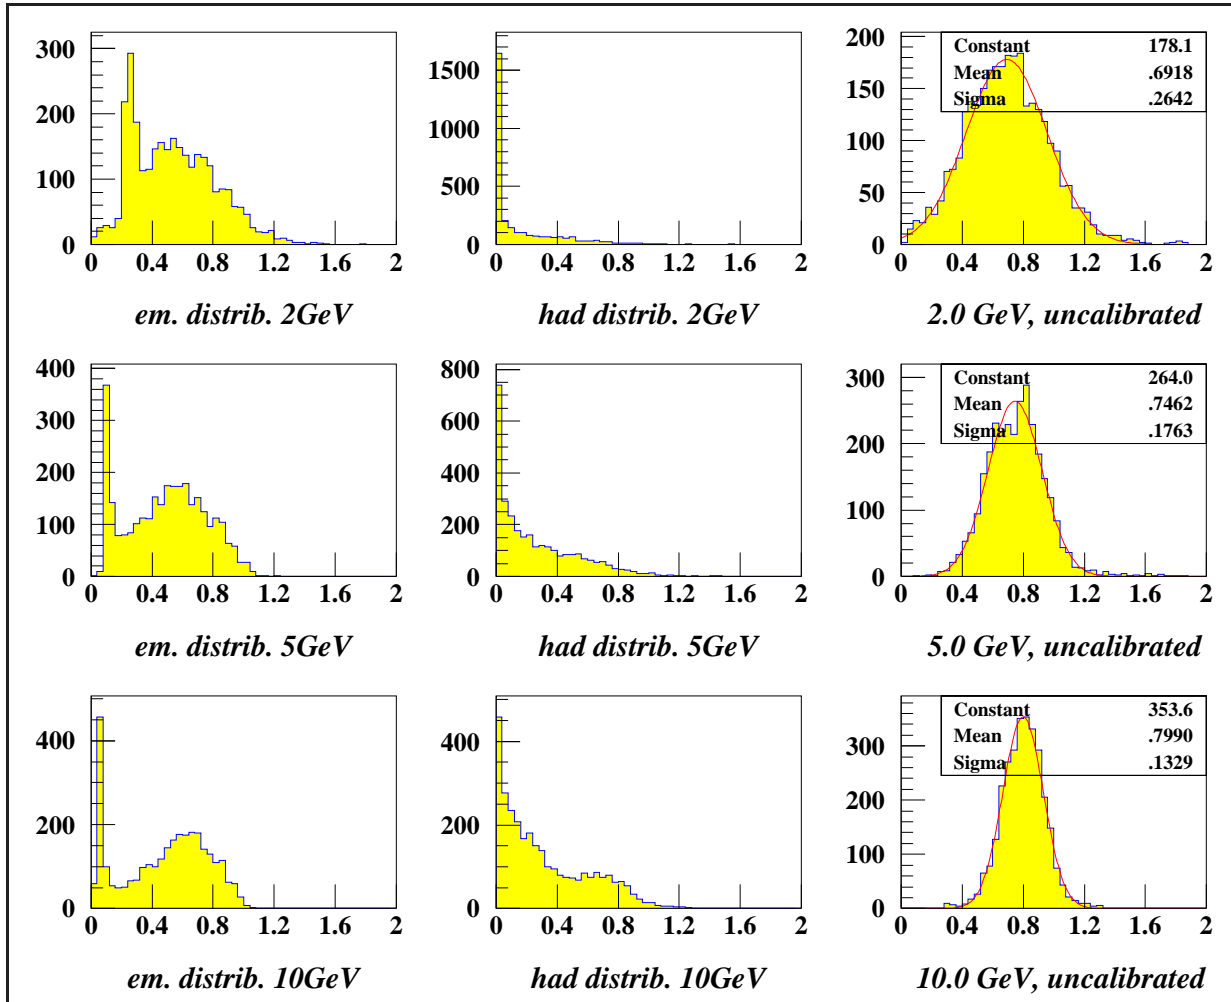 300
200
100
0
0 0.4 0.8 1.2 1.6 2
em. distrib. 2GeV
1500
1000
500
0
0 0.4 0.8 1.2 1.6 2
had distrib. 2GeV
200
150
100
50
0
Constant 178.1
Mean .6918
Sigma .2642
0 0.4 0.8 1.2 1.6 2
2.0 GeV, uncalibrated
400
300
200
100
0
0 0.4 0.8 1.2 1.6 2
em. distrib. 5GeV
800
600
400
200
0
0 0.4 0.8 1.2 1.6 2
had distrib. 5GeV
300
200
100
0
Constant 264.0
Mean .7462
Sigma .1763
0 0.4 0.8 1.2 1.6 2
5.0 GeV, uncalibrated
400
200
0
0 0.4 0.8 1.2 1.6 2
em. distrib. 10GeV
400
200
0
0 0.4 0.8 1.2 1.6 2
had distrib. 10GeV
300
200
100
0
Constant 353.6
Mean .7990
Sigma .1329
0 0.4 0.8 1.2 1.6 2
10.0 GeV, uncalibrated